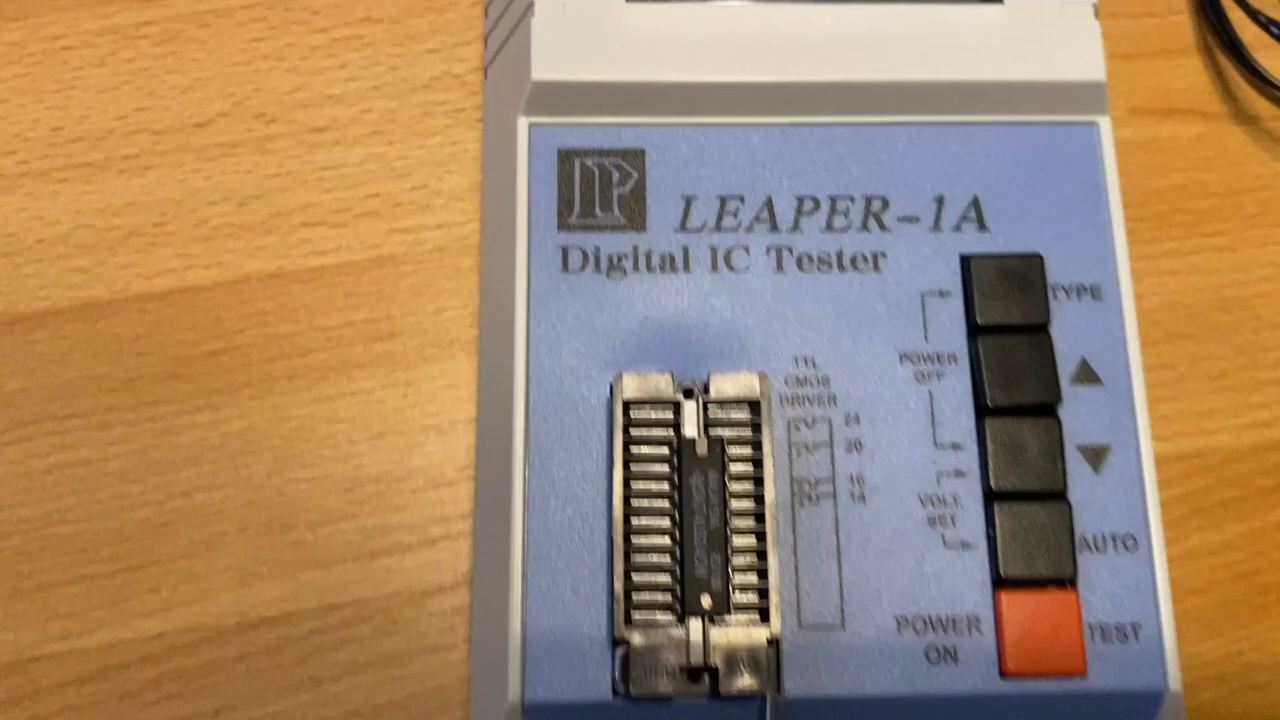 LEAPER-1A
Digital IC Tester
TYPE
TTL
CMOS
DRIVER
24
20
16
14
POWER
OFF
▲
▼
VOLT.
SET
AUTO
POWER
ON
TEST